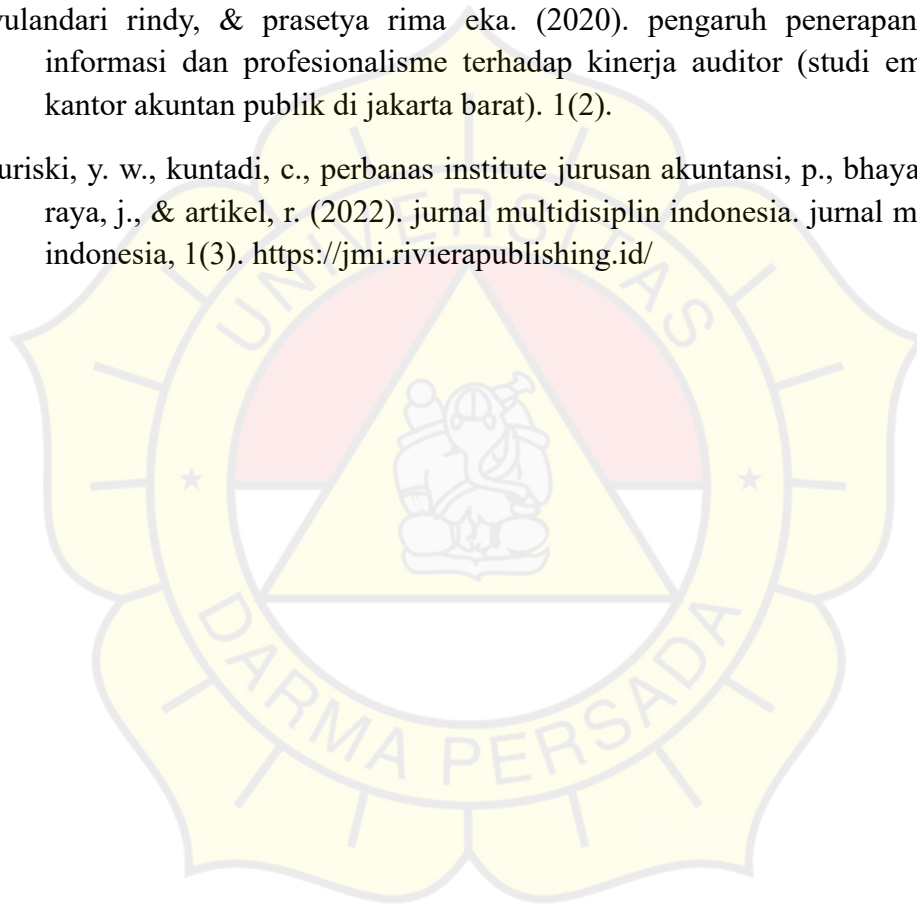 wulandari rindy, & prasetya rima eka. (2020). pengaruh penerapan
informasi dan profesionalisme terhadap kinerja auditor (studi em
kantor akuntan publik di jakarta barat). 1(2).
uriski, y. w., kuntadi, c., perbanas institute jurusan akuntansi, p., bhaya
raya, j., & artikel, r. (2022). jurnal multidisiplin indonesia. jurnal m
indonesia, 1(3). https://jmi.rivierapublishing.id/
UNIVERSITAS
DARMA PERSADA